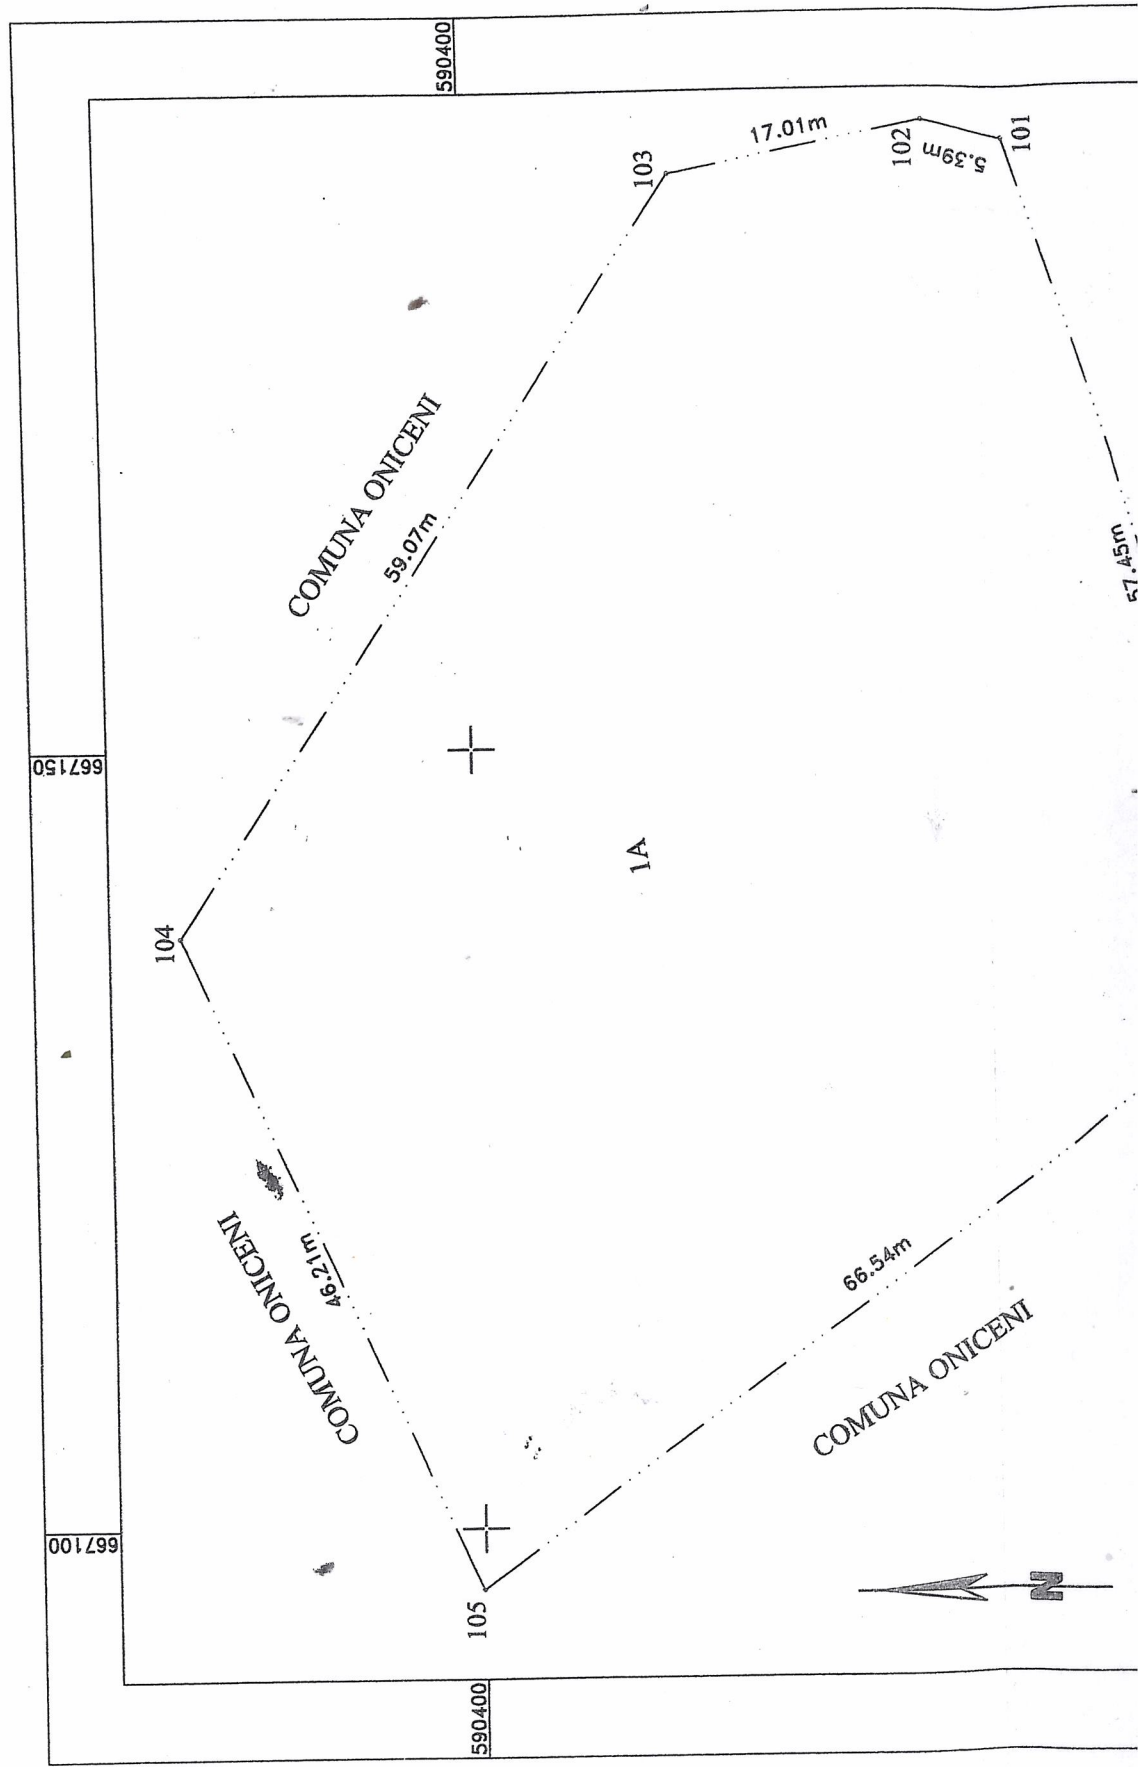 590400
667150
667100
590400
104
103
102
101
105
17.01m
5.39m
COMUNA ONICENI
59.07m
57.45m
1A
COMUNA ONICENI
46.21m
66.54m
COMUNA ONICENI
N